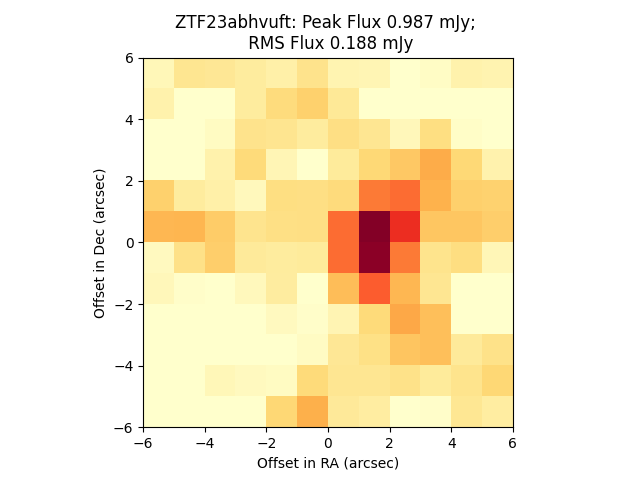 ZTF23abhvuft: Peak Flux 0.987 mJy;
RMS Flux 0.188 mJy
6
4
2
0
−2
−4
−6
Offset in Dec (arcsec)
−6 −4 −2 0 2 4 6
Offset in RA (arcsec)